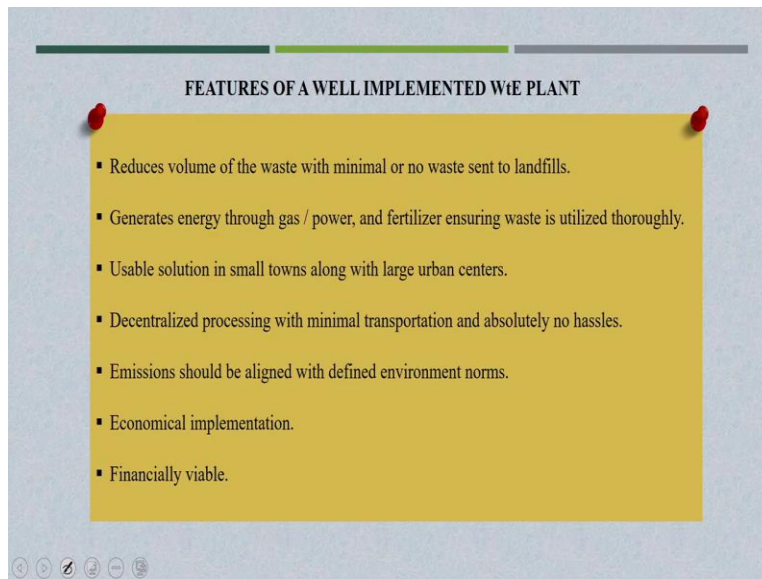 FEATURES OF A WELL IMPLEMENTED WtE PLANT
▪ Reduces volume of the waste with minimal or no waste sent to landfills.
▪ Generates energy through gas / power, and fertilizer ensuring waste is utilized thoroughly.
▪ Usable solution in small towns along with large urban centers.
▪ Decentralized processing with minimal transportation and absolutely no hassles.
▪ Emissions should be aligned with defined environment norms.
▪ Economical implementation.
▪ Financially viable.